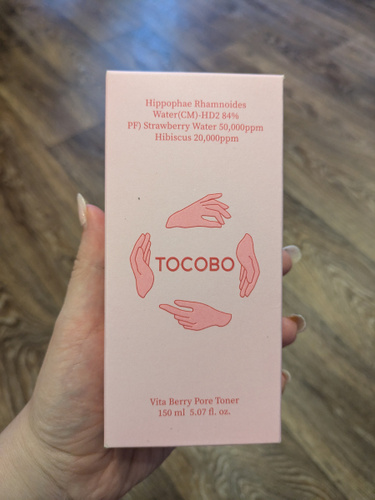 Hippophae Rhamnoides
Water(CM)-HD2 84%
PF) Strawberry Water 50,000ppm
Hibiscus 20,000ppm
TOCOBO
Vita Berry Pore Toner
150 ml 5.07 fl. oz.